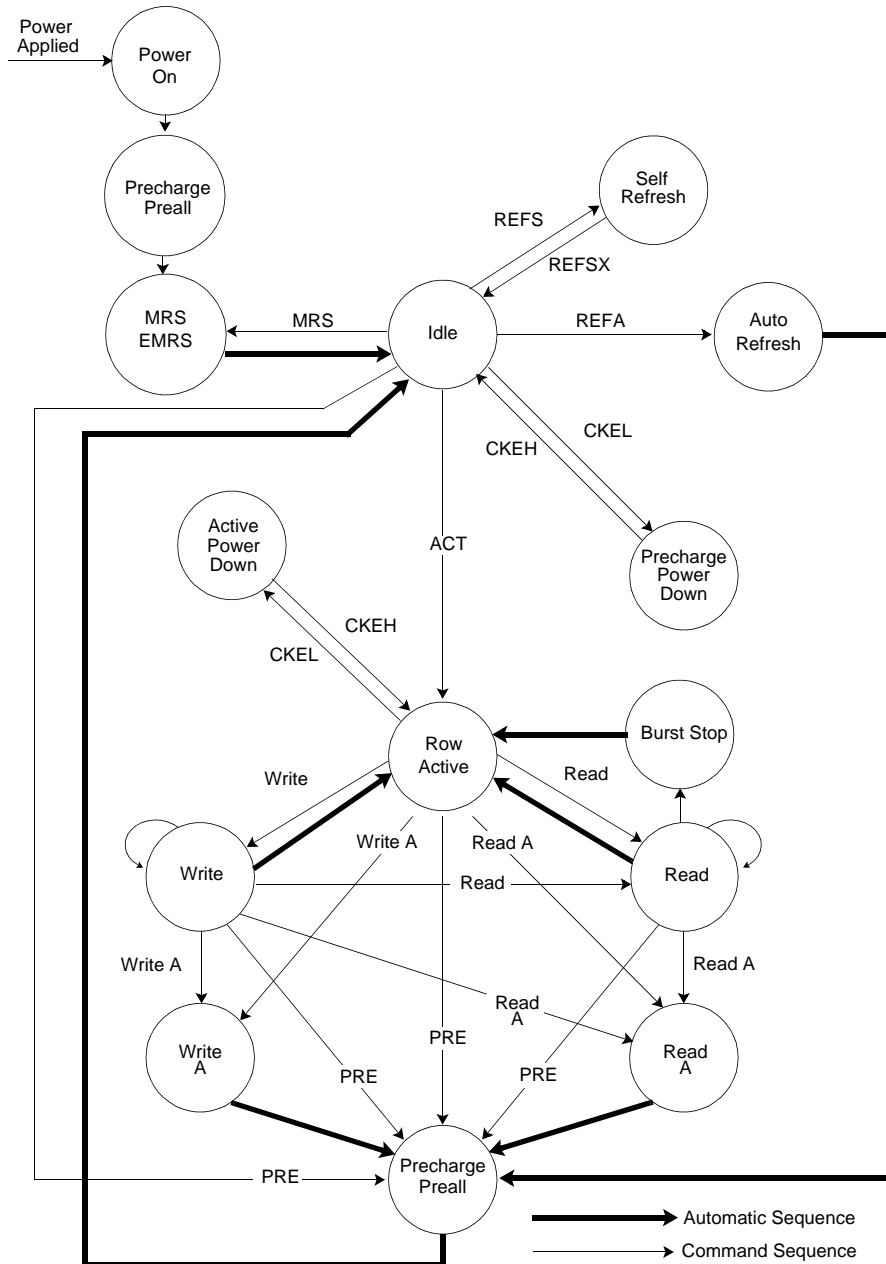 Power
Applied
Power
On
Precharge
Preall
Self
Refresh
REFS
REFSX
MRS
EMRS
MRS
Idle
REFA
Auto
Refresh
CKEL
CKEH
Active
Power
Down
ACT
Precharge
Power
Down
CKEH
CKEL
Row
Active
Burst Stop
Write
Read
Write A
Read A
Write
Read
Read
Write A
Read A
Read
A
Write
A
PRE
PRE
PRE
Read
A
Precharge
Preall
PRE
Automatic Sequence
Command Sequence